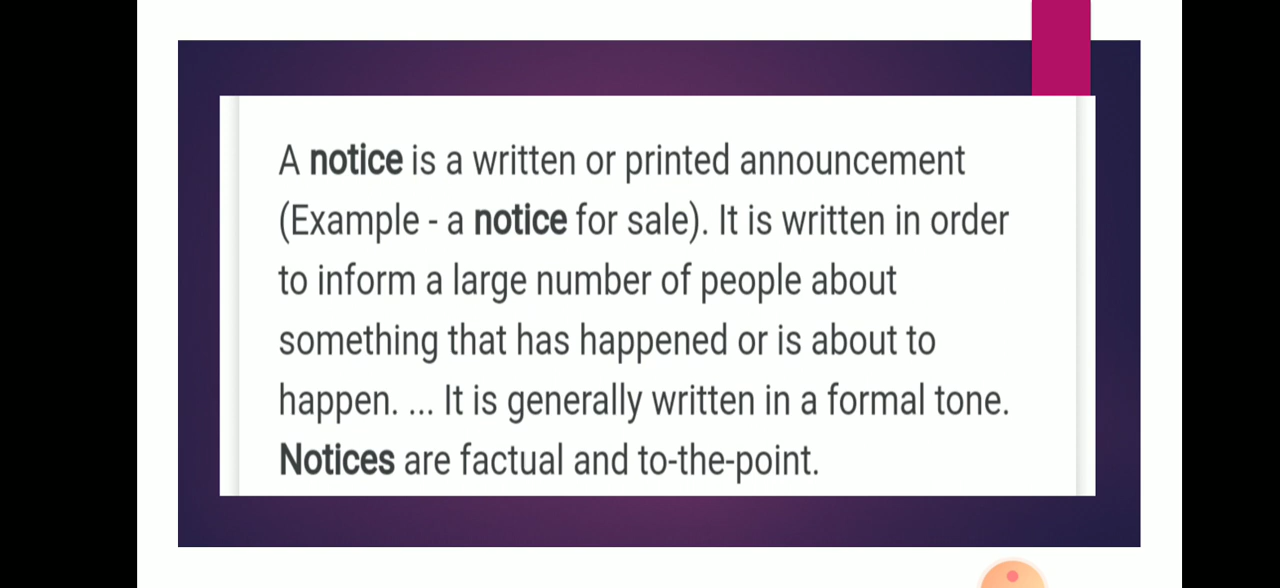 A notice is a written or printed announcement
(Example - a notice for sale). It is written in order
to inform a large number of people about
something that has happened or is about to
happen. ... It is generally written in a formal tone.
Notices are factual and to-the-point.